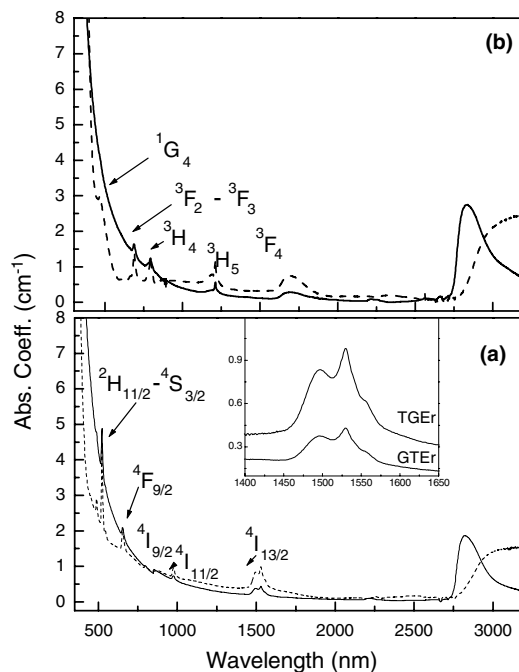 8
(b)
7
6
5
4
¹G₄
3
³F₂ - ³F₃
2
³H₄
³H₅
³F₄
1
0
8
(a)
7
6
²H₁₁/₂-⁴S₃/₂
5
4
⁴F₉/₂
3
2
⁴I₉/₂
⁴I₁₁/₂
⁴I₁₃/₂
1
0
0.9
0.6
0.3
TGEr
GTEr
1400 1450 1500 1550 1600 1650
500 1000 1500 2000 2500 3000
Abs. Coeff. (cm⁻¹)
Wavelength (nm)